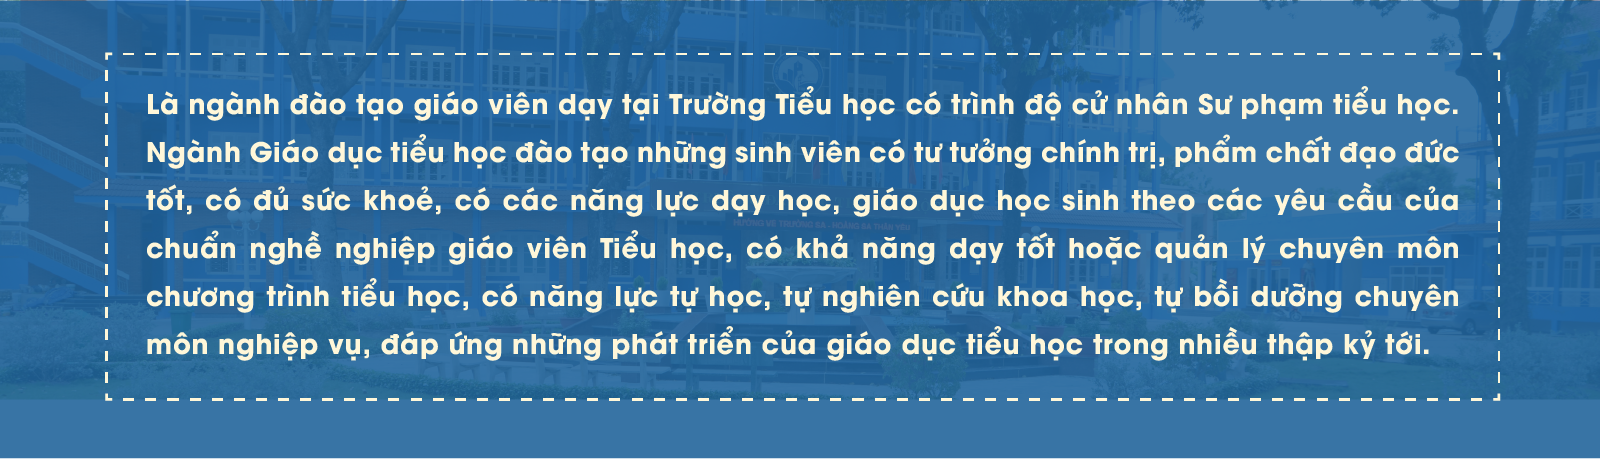 Là ngành đào tạo giáo viên dạy tại Trường Tiểu học có trình độ cử nhân Sư phạm tiểu học.
Ngành Giáo dục tiểu học đào tạo những sinh viên có tư tưởng chính trị, phẩm chất đạo đức
tốt, có đủ sức khoẻ, có các năng lực dạy học, giáo dục học sinh theo các yêu cầu của
chuẩn nghề nghiệp giáo viên Tiểu học, có khả năng dạy tốt hoặc quản lý chuyên môn
chương trình tiểu học, có năng lực tự học, tự nghiên cứu khoa học, tự bồi dưỡng chuyên
môn nghiệp vụ, đáp ứng những phát triển của giáo dục tiểu học trong nhiều thập kỷ tới.